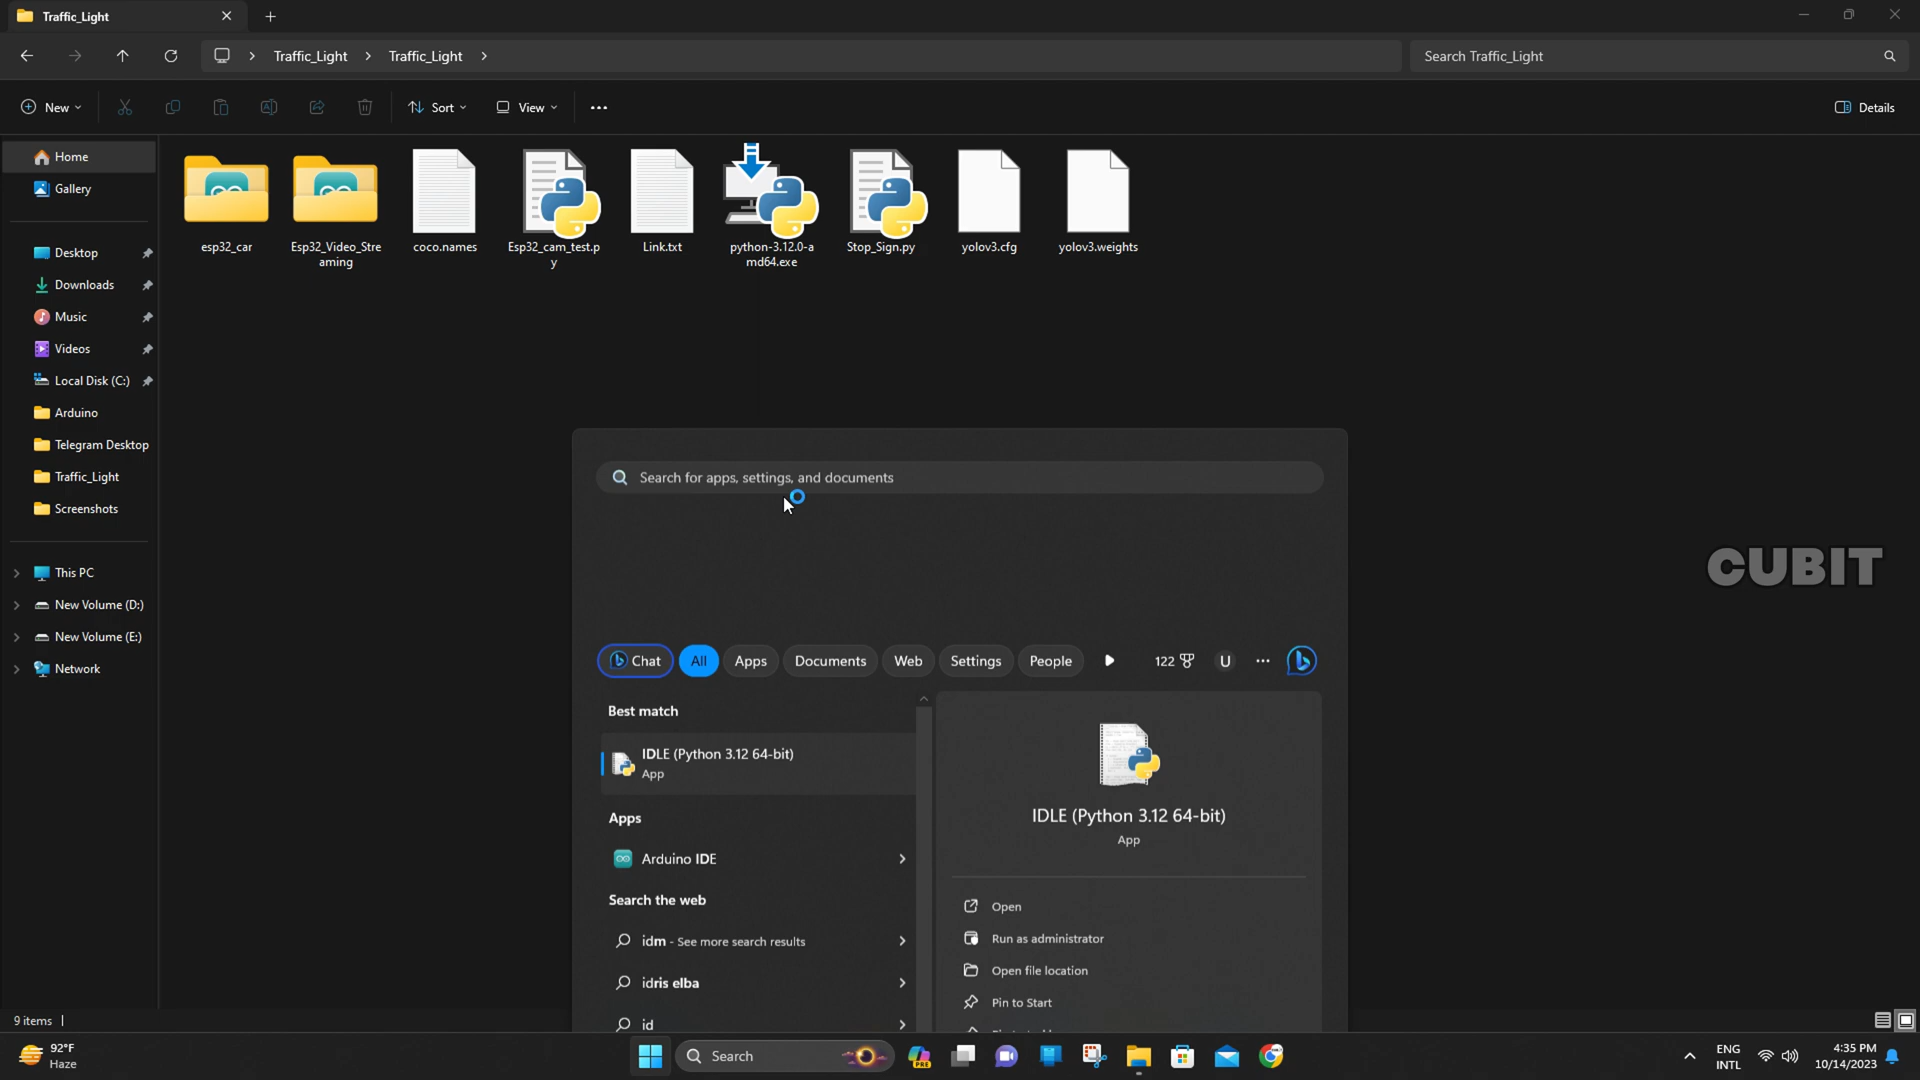 Traffic_Light
Traffic_Light
Traffic_Light
Search Traffic_Light
New
Sort
View
Details
Home
Gallery
Desktop
Downloads
Music
Videos
Local Disk (C:)
Arduino
Telegram Desktop
Traffic_Light
Screenshots
This PC
New Volume (D:)
New Volume (E:)
Network
esp32_car
Esp32_Video_Stre
aming
coco.names
Esp32_cam_test.p
y
Link.txt
python-3.12.0-a
md64.exe
Stop_Sign.py
yolov3.cfg
yolov3.weights
Search for apps, settings, and documents
Chat
All
Apps
Documents
Web
Settings
People
122
U
Best match
IDLE (Python 3.12 64-bit)
App
Apps
Arduino IDE
Search the web
idm - See more search results
idris elba
id
IDLE (Python 3.12 64-bit)
App
Open
Run as administrator
Open file location
Pin to Start
CUBIT
9 items
92°F
Haze
Search
PRE
ENG
INTL
4:35 PM
10/14/2023